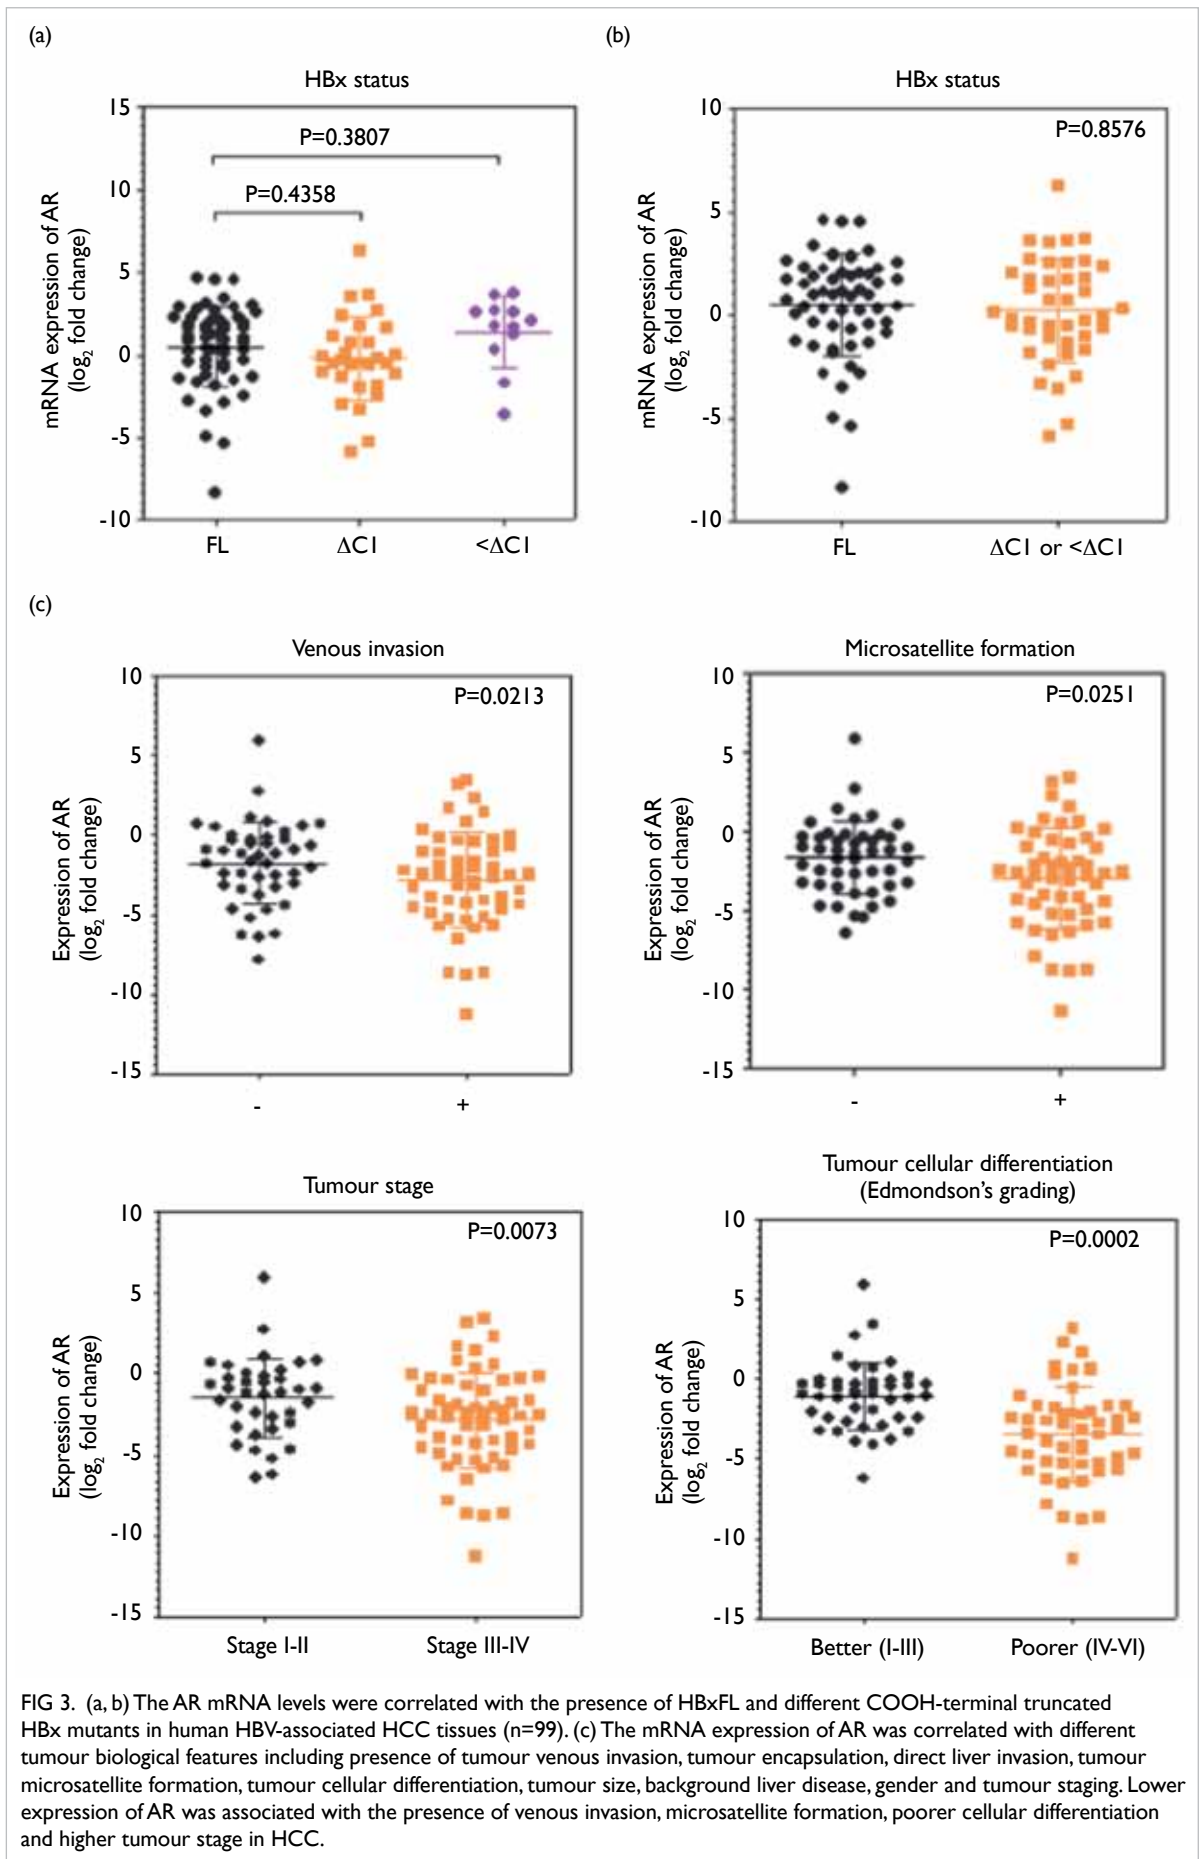 (a)
HBx status
15
10
5
0
-5
-10
mRNA expression of AR
(log2 fold change)
P=0.3807
P=0.4358
FL
ΔC1
<ΔC1
(b)
HBx status
10
5
0
-5
-10
mRNA expression of AR
(log2 fold change)
P=0.8576
FL
ΔC1 or <ΔC1
(c)
Venous invasion
10
5
0
-5
-10
-15
Expression of AR
(log2 fold change)
P=0.0213
-
+
Microsatellite formation
10
5
0
-5
-10
-15
Expression of AR
(log2 fold change)
P=0.0251
-
+
Tumour stage
10
5
0
-5
-10
-15
Expression of AR
(log2 fold change)
P=0.0073
Stage I-II
Stage III-IV
Tumour cellular differentiation
(Edmondson's grading)
10
5
0
-5
-10
-15
Expression of AR
(log2 fold change)
P=0.0002
Better (I-III)
Poorer (IV-VI)
FIG 3. (a, b) The AR mRNA levels were correlated with the presence of HBxFL and different COOH-terminal truncated
HBx mutants in human HBV-associated HCC tissues (n=99). (c) The mRNA expression of AR was correlated with different
tumour biological features including presence of tumour venous invasion, tumour encapsulation, direct liver invasion, tumour
microsatellite formation, tumour cellular differentiation, tumour size, background liver disease, gender and tumour staging. Lower
expression of AR was associated with the presence of venous invasion, microsatellite formation, poorer cellular differentiation
and higher tumour stage in HCC.